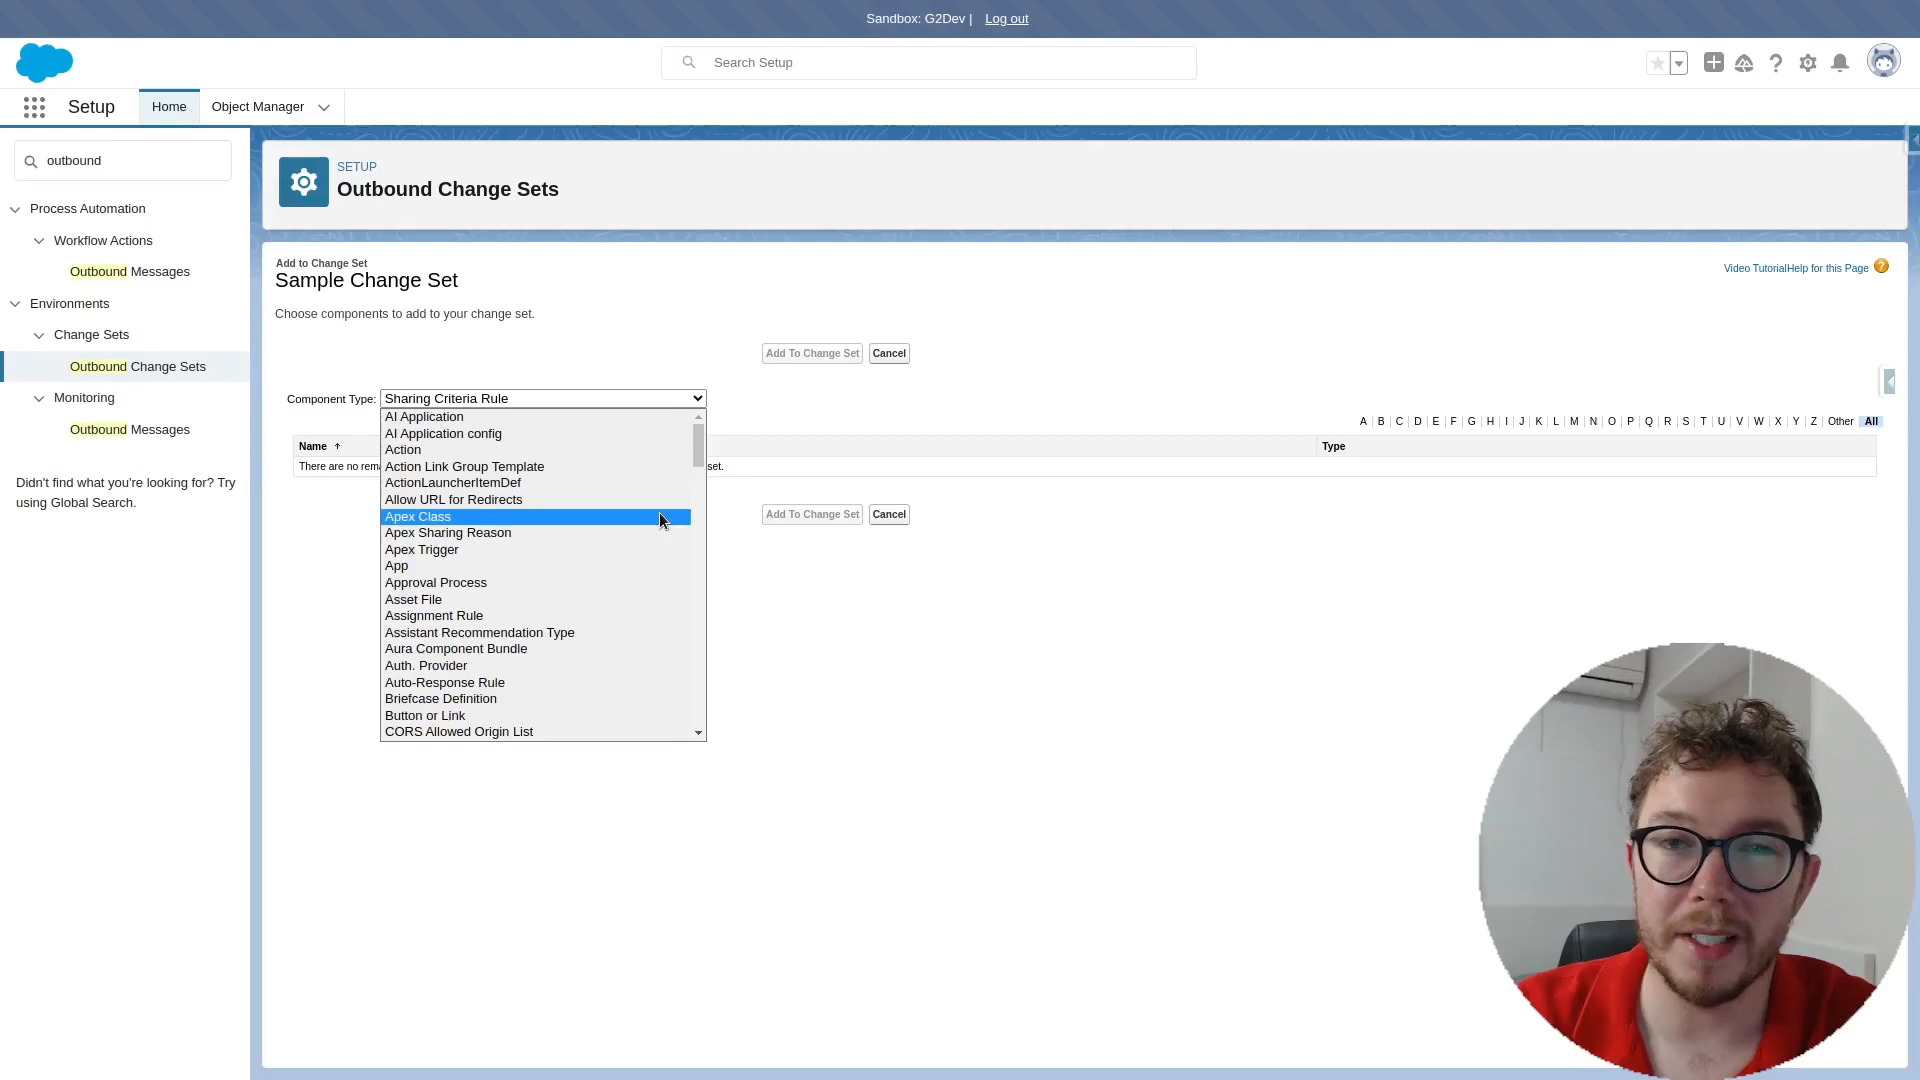 Sandbox: G2Dev | Log out
Search Setup
Setup
Home
Object Manager
outbound
Process Automation
Workflow Actions
Outbound Messages
Environments
Change Sets
Outbound Change Sets
Monitoring
Outbound Messages
Didn't find what you're looking for? Try
using Global Search.
SETUP
Outbound Change Sets
Add to Change Set
Sample Change Set
Video Tutorial Help for this Page
Choose components to add to your change set.
Add To Change Set Cancel
Component Type: Sharing Criteria Rule
AI Application
AI Application config
Action
Action Link Group Template
ActionLauncherItemDef
Allow URL for Redirects
Apex Class
Apex Sharing Reason
Apex Trigger
App
Approval Process
Asset File
Assignment Rule
Assistant Recommendation Type
Aura Component Bundle
Auth. Provider
Auto-Response Rule
Briefcase Definition
Button or Link
CORS Allowed Origin List
A | B | C | D | E | F | G | H | I | J | K | L | M | N | O | P | Q | R | S | T | U | V | W | X | Y | Z | Other All
Name Type
There are no set.
Add To Change Set Cancel